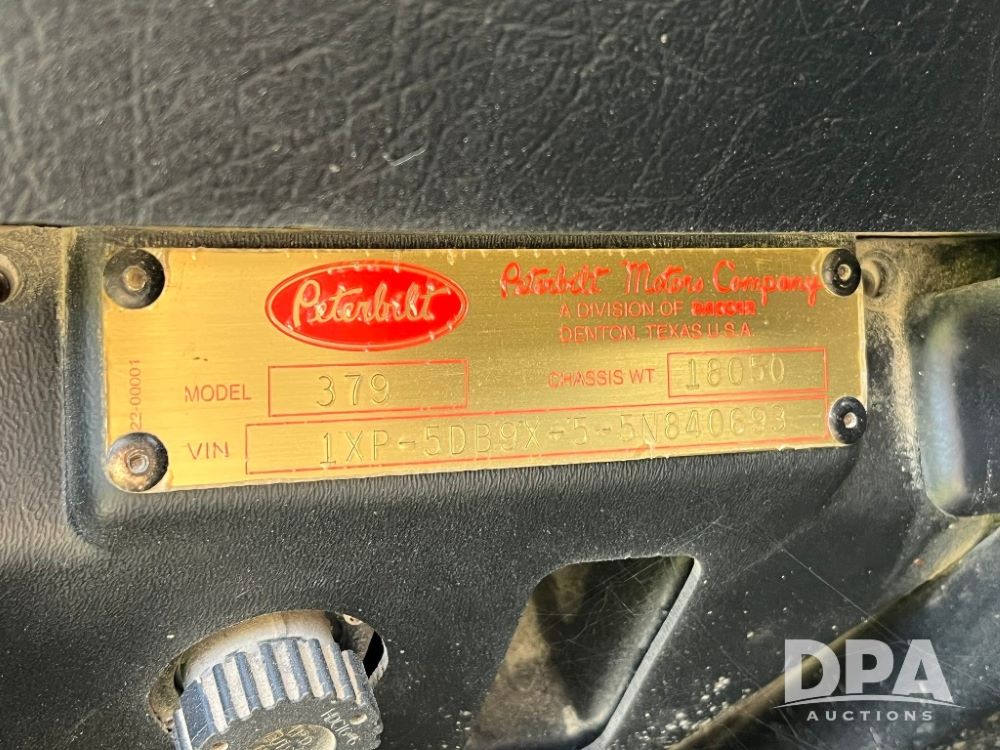 Peterbilt
Peterbilt Motors Company
A DIVISION OF PACCAR
DENTON, TEXAS U.S.A.
MODEL 379
CHASSIS WT 18050
VIN 1XP-5DB9X-5-5N840693
22-00001
DPA
AUCTIONS